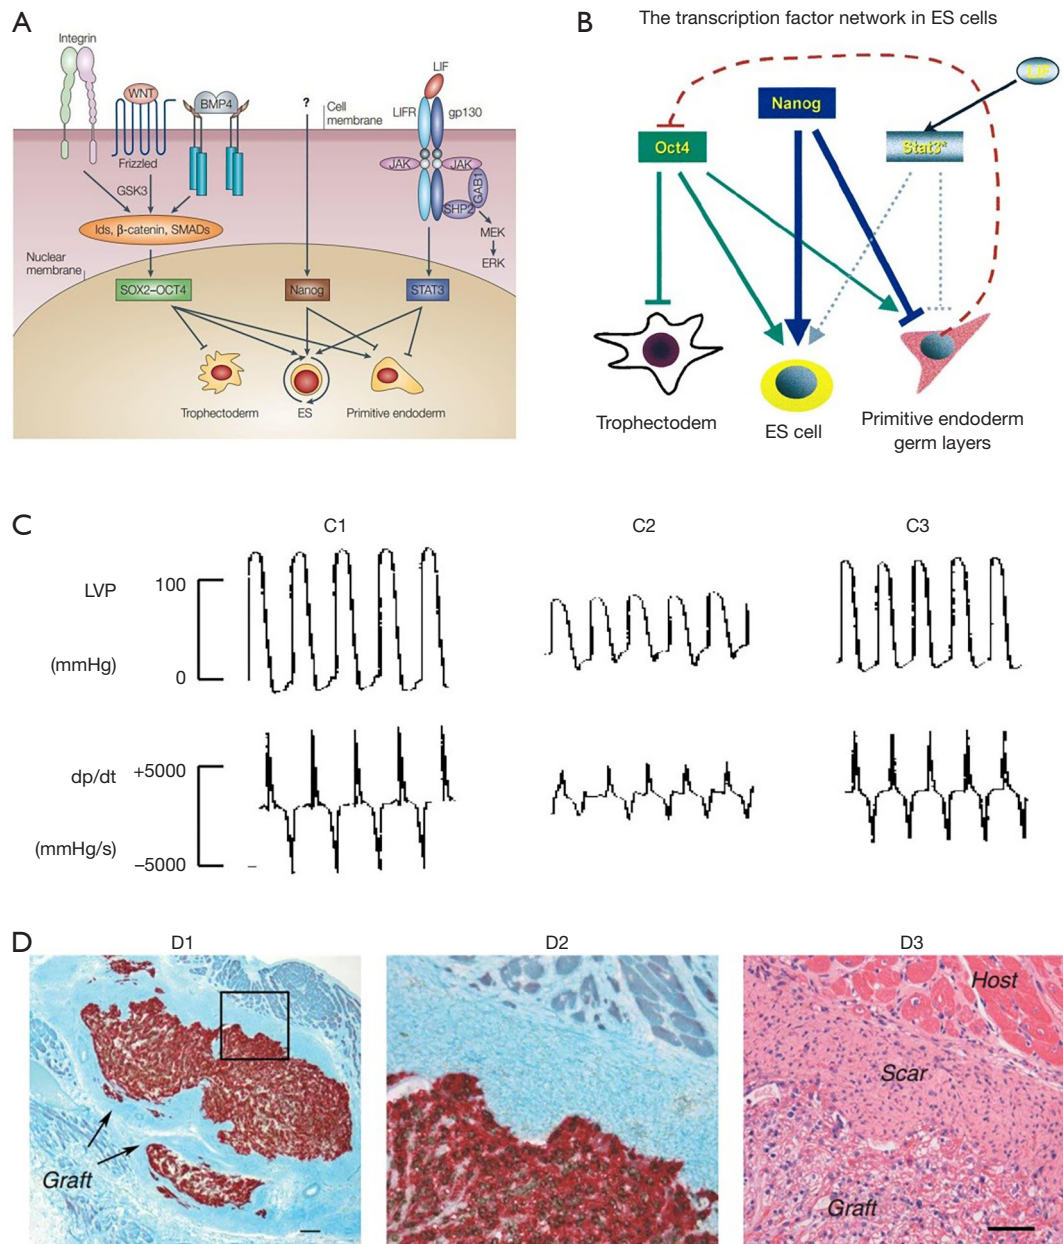 A
Integrin
WNT
BMP4
Frizzled
GSK3
Ids, β-catenin, SMADs
Nuclear
membrane
?
Cell
membrane
LIF
LIFR
gp130
JAK
JAK
GAB1
SHP2
MEK
ERK
SOX2–OCT4
Nanog
STAT3
Trophectoderm
ES
Primitive endoderm
B
The transcription factor network in ES cells
LIF
Nanog
Oct4
Stat3*
Trophectodem
ES cell
Primitive endoderm
germ layers
C
C1
C2
C3
LVP
(mmHg)
100
0
dp/dt
(mmHg/s)
+5000
–5000
D
D1
D2
D3
Graft
Host
Scar
Graft